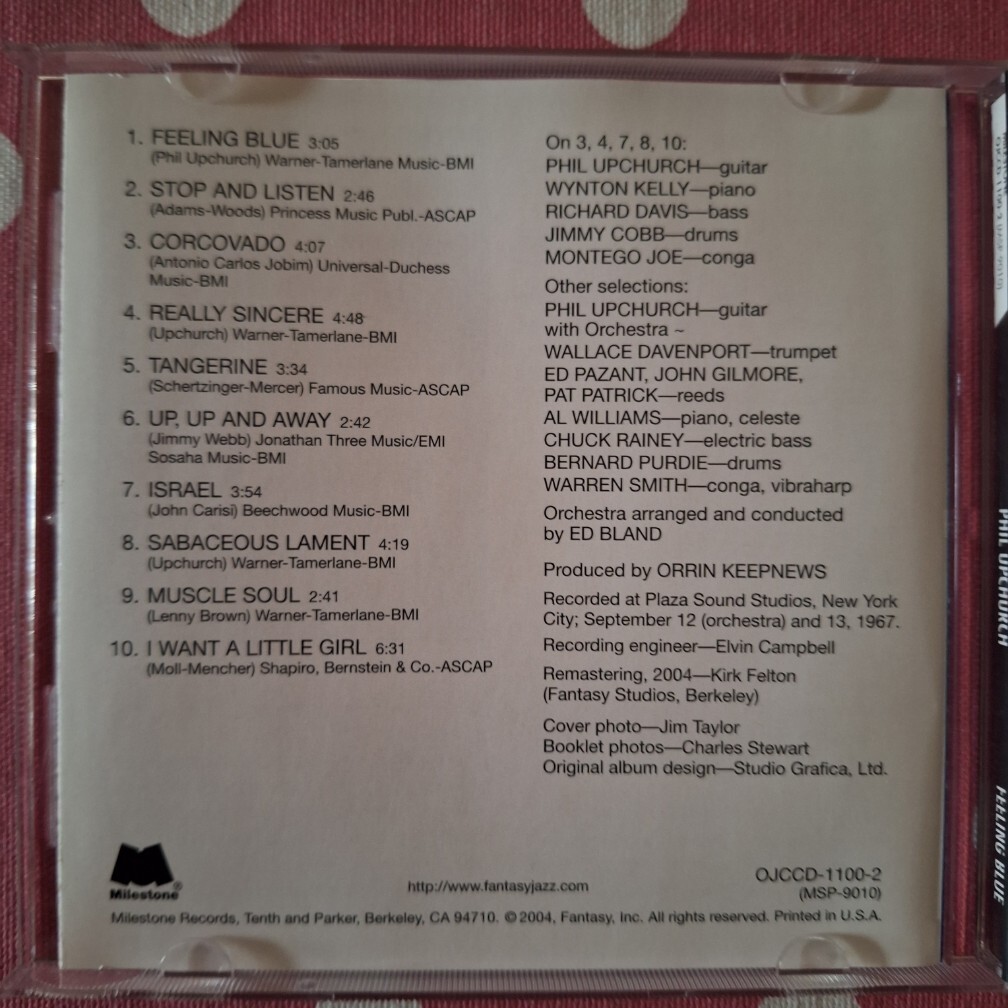 1. FEELING BLUE 3:05
(Phil Upchurch) Warner-Tamerlane Music-BMI
2. STOP AND LISTEN 2:46
(Adams-Woods) Princess Music Publ.-ASCAP
3. CORCOVADO 4:07
(Antonio Carlos Jobim) Universal-Duchess
Music-BMI
4. REALLY SINCERE 4:48
(Upchurch) Warner-Tamerlane-BMI
5. TANGERINE 3:34
(Schertzinger-Mercer) Famous Music-ASCAP
6. UP, UP AND AWAY 2:42
(Jimmy Webb) Jonathan Three Music/EMI
Sosaha Music-BMI
7. ISRAEL 3:54
(John Carisi) Beechwood Music-BMI
8. SABACEOUS LAMENT 4:19
(Upchurch) Warner-Tamerlane-BMI
9. MUSCLE SOUL 2:41
(Lenny Brown) Warner-Tamerlane-BMI
10. I WANT A LITTLE GIRL 6:31
(Moll-Mencher) Shapiro, Bernstein & Co.-ASCAP
On 3, 4, 7, 8, 10:
PHIL UPCHURCH—guitar
WYNTON KELLY—piano
RICHARD DAVIS—bass
JIMMY COBB—drums
MONTEGO JOE—conga
Other selections:
PHIL UPCHURCH—guitar
with Orchestra ~
WALLACE DAVENPORT—trumpet
ED PAZANT, JOHN GILMORE,
PAT PATRICK—reeds
AL WILLIAMS—piano, celeste
CHUCK RAINEY—electric bass
BERNARD PURDIE—drums
WARREN SMITH—conga, vibraharp
Orchestra arranged and conducted
by ED BLAND
Produced by ORRIN KEEPNEWS
Recorded at Plaza Sound Studios, New York
City; September 12 (orchestra) and 13, 1967.
Recording engineer—Elvin Campbell
Remastering, 2004—Kirk Felton
(Fantasy Studios, Berkeley)
Cover photo—Jim Taylor
Booklet photos—Charles Stewart
Original album design—Studio Grafica, Ltd.
Milestone®
http://www.fantasyjazz.com
OJCCD-1100-2
(MSP-9010)
Milestone Records, Tenth and Parker, Berkeley, CA 94710. © 2004, Fantasy, Inc. All rights reserved. Printed in U.S.A.
PHIL UPCHURCH
FEELING BLUE